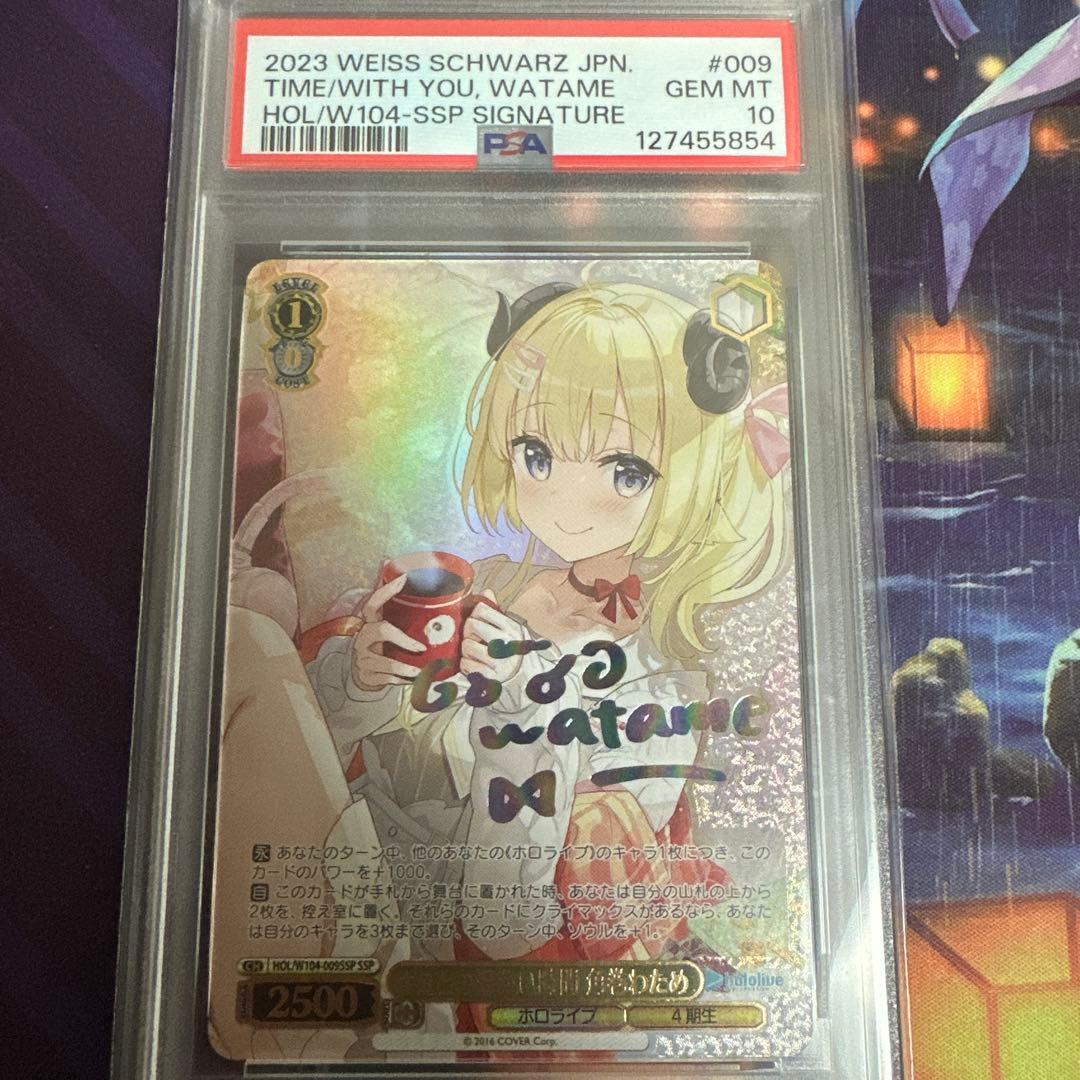 2023 WEISS SCHWARZ JPN. #009
TIME/WITH YOU, WATAME GEM MT
HOL/W104-SSP SIGNATURE 10
PSA 127455854
LEVEL
1
0
COST
watame
永 あなたのターン中、他のあなたの《ホロライブ》のキャラ1枚につき、この
カードのパワーを+1000。
自 このカードが手札から舞台に置かれた時、あなたは自分の山札の上から
2枚を、控え室に置く。それらのカードにクライマックスがあるなら、あなた
は自分のキャラを3枚まで選び、そのターン中、ソウルを+1。
CH HOL/W104-009SSP SSP
時間 角巻わため
hololive
2500
ホロライブ 4期生
© 2016 COVER Corp.